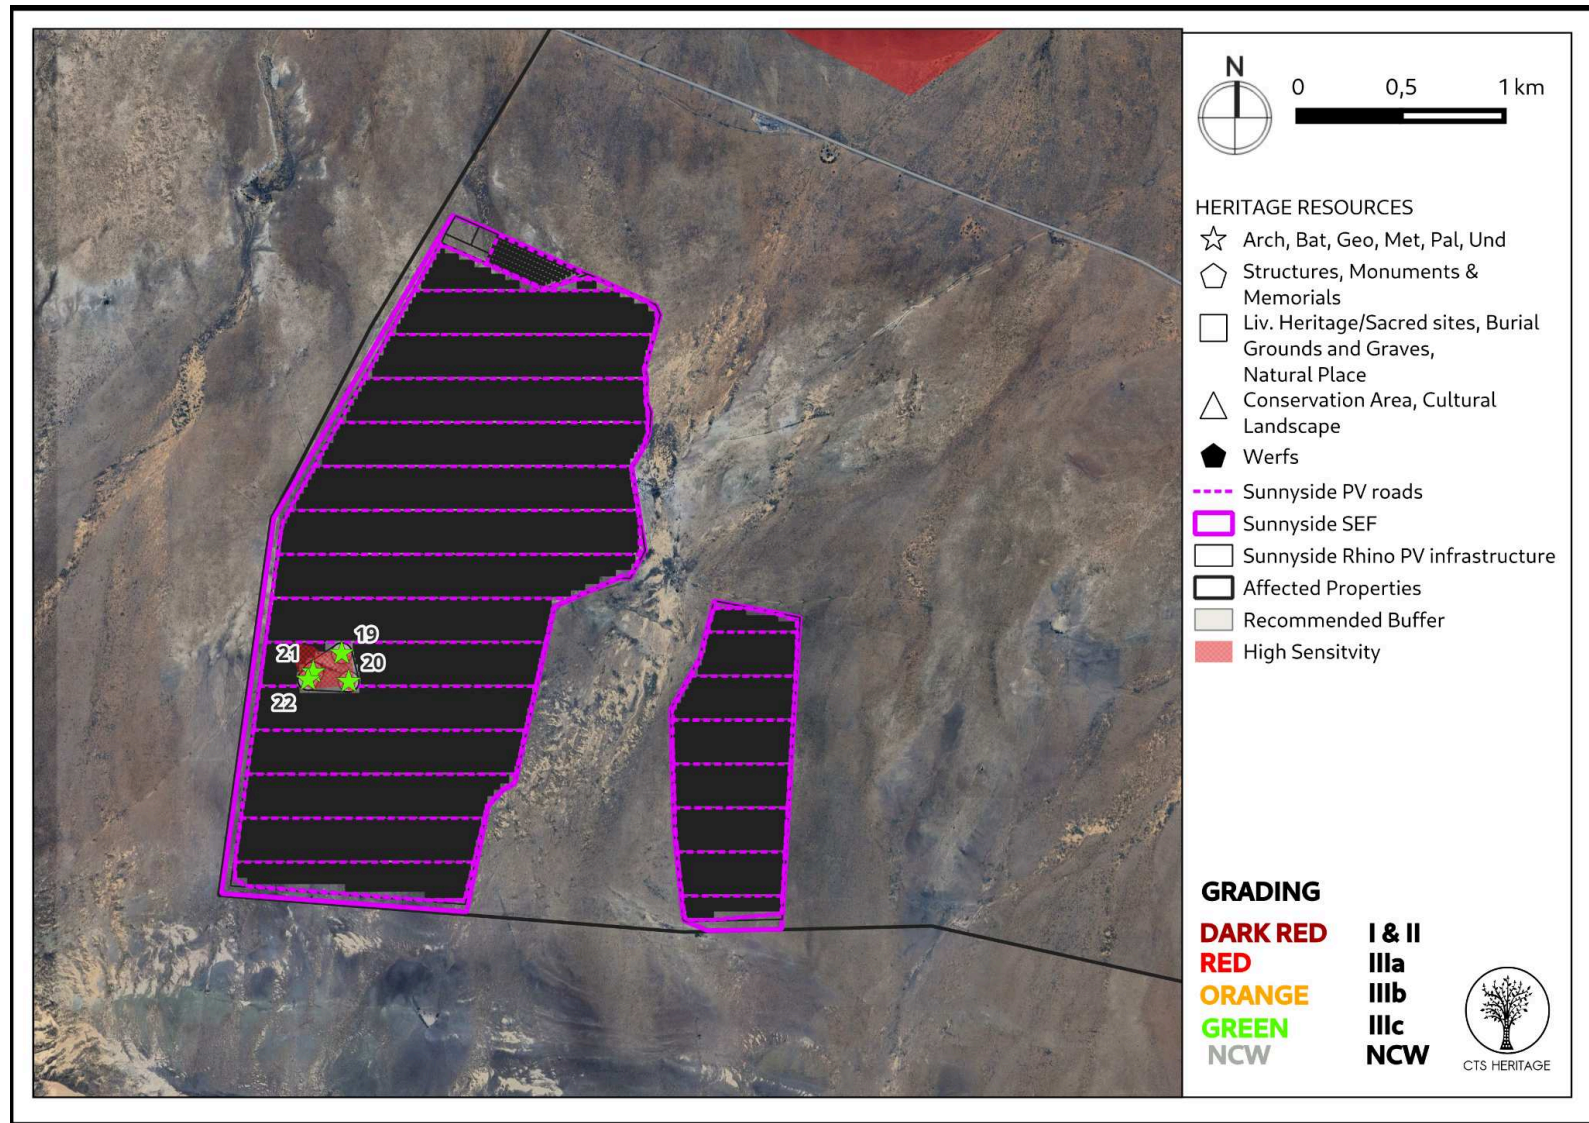 N
0 0,5 1 km
HERITAGE RESOURCES
Arch, Bat, Geo, Met, Pal, Und
Structures, Monuments &
Memorials
Liv. Heritage/Sacred sites, Burial
Grounds and Graves,
Natural Place
Conservation Area, Cultural
Landscape
Werfs
Sunnyside PV roads
Sunnyside SEF
Sunnyside Rhino PV infrastructure
Affected Properties
Recommended Buffer
High Sensitvity
19
21
20
22
GRADING
DARK RED I & II
RED IIIa
ORANGE IIIb
GREEN IIIc
NCW NCW
CTS HERITAGE